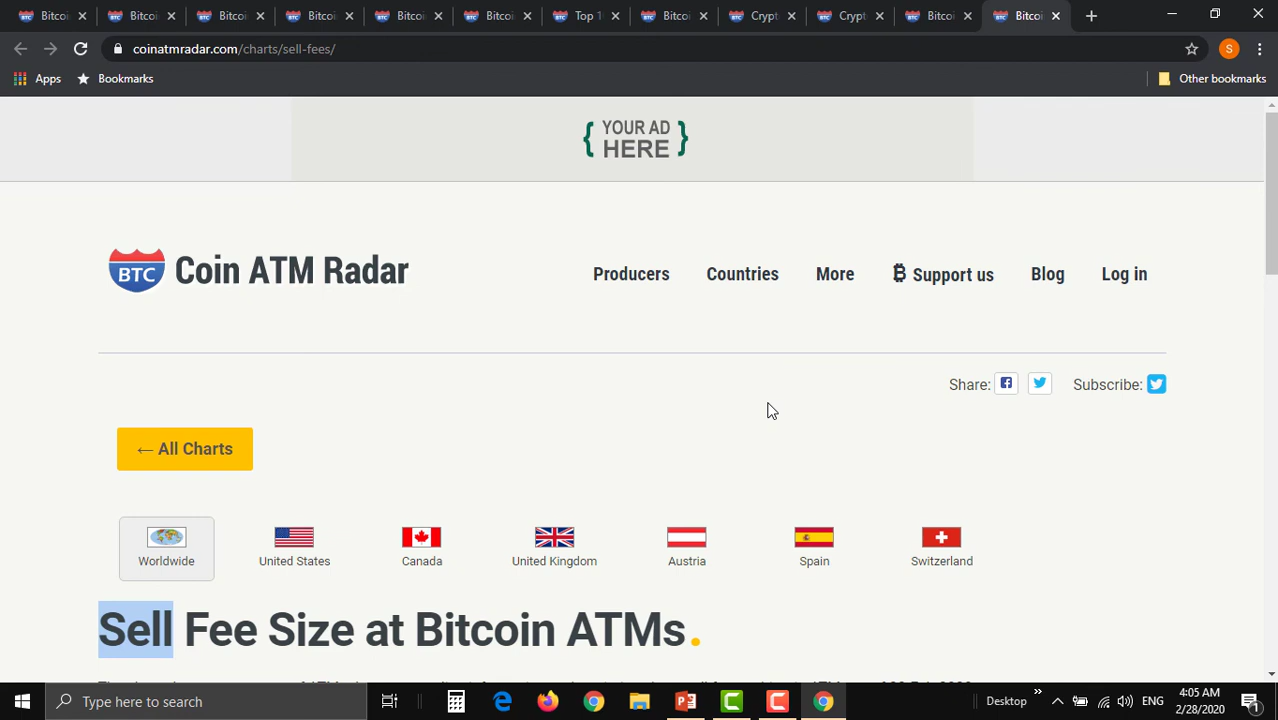 Bitcoi Bitcoi Bitcoi Bitcoi Bitcoi Bitcoi Top 1 Bitcoi Crypt Crypt Bitcoi Bitcoi
coinatmradar.com/charts/sell-fees/
S
Apps Bookmarks Other bookmarks
{ YOUR AD HERE }
BTC Coin ATM Radar
Producers Countries More Support us Blog Log in
Share: Subscribe:
← All Charts
Worldwide United States Canada United Kingdom Austria Spain Switzerland
Sell Fee Size at Bitcoin ATMs.
Type here to search
Desktop » ENG
4:05 AM
2/28/2020
1